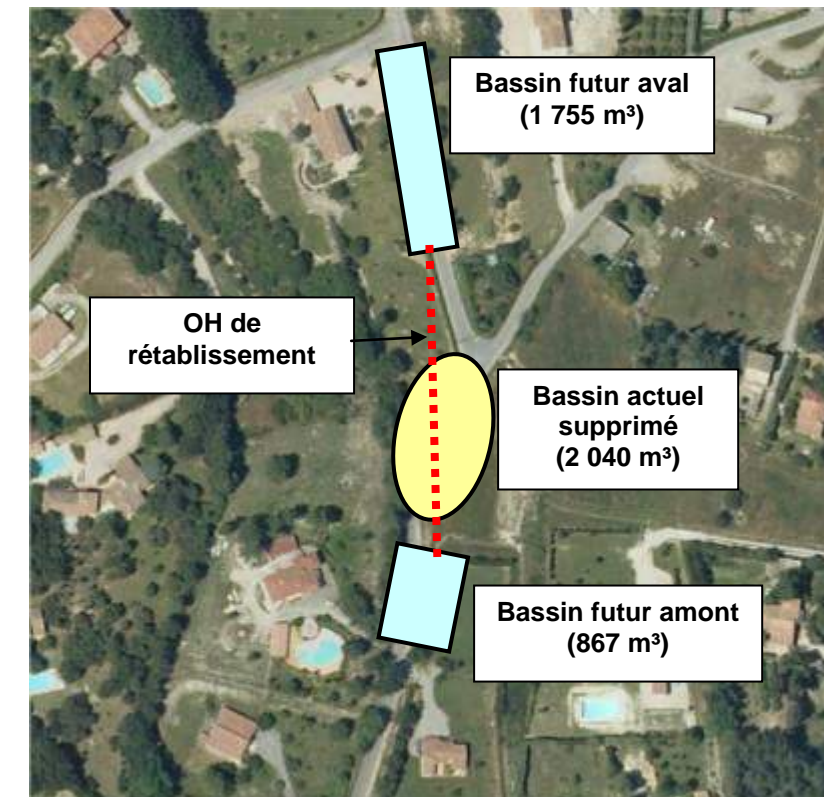 Bassin futur aval
(1 755 m³)
OH de
rétablissement
Bassin actuel
supprimé
(2 040 m³)
Bassin futur amont
(867 m³)